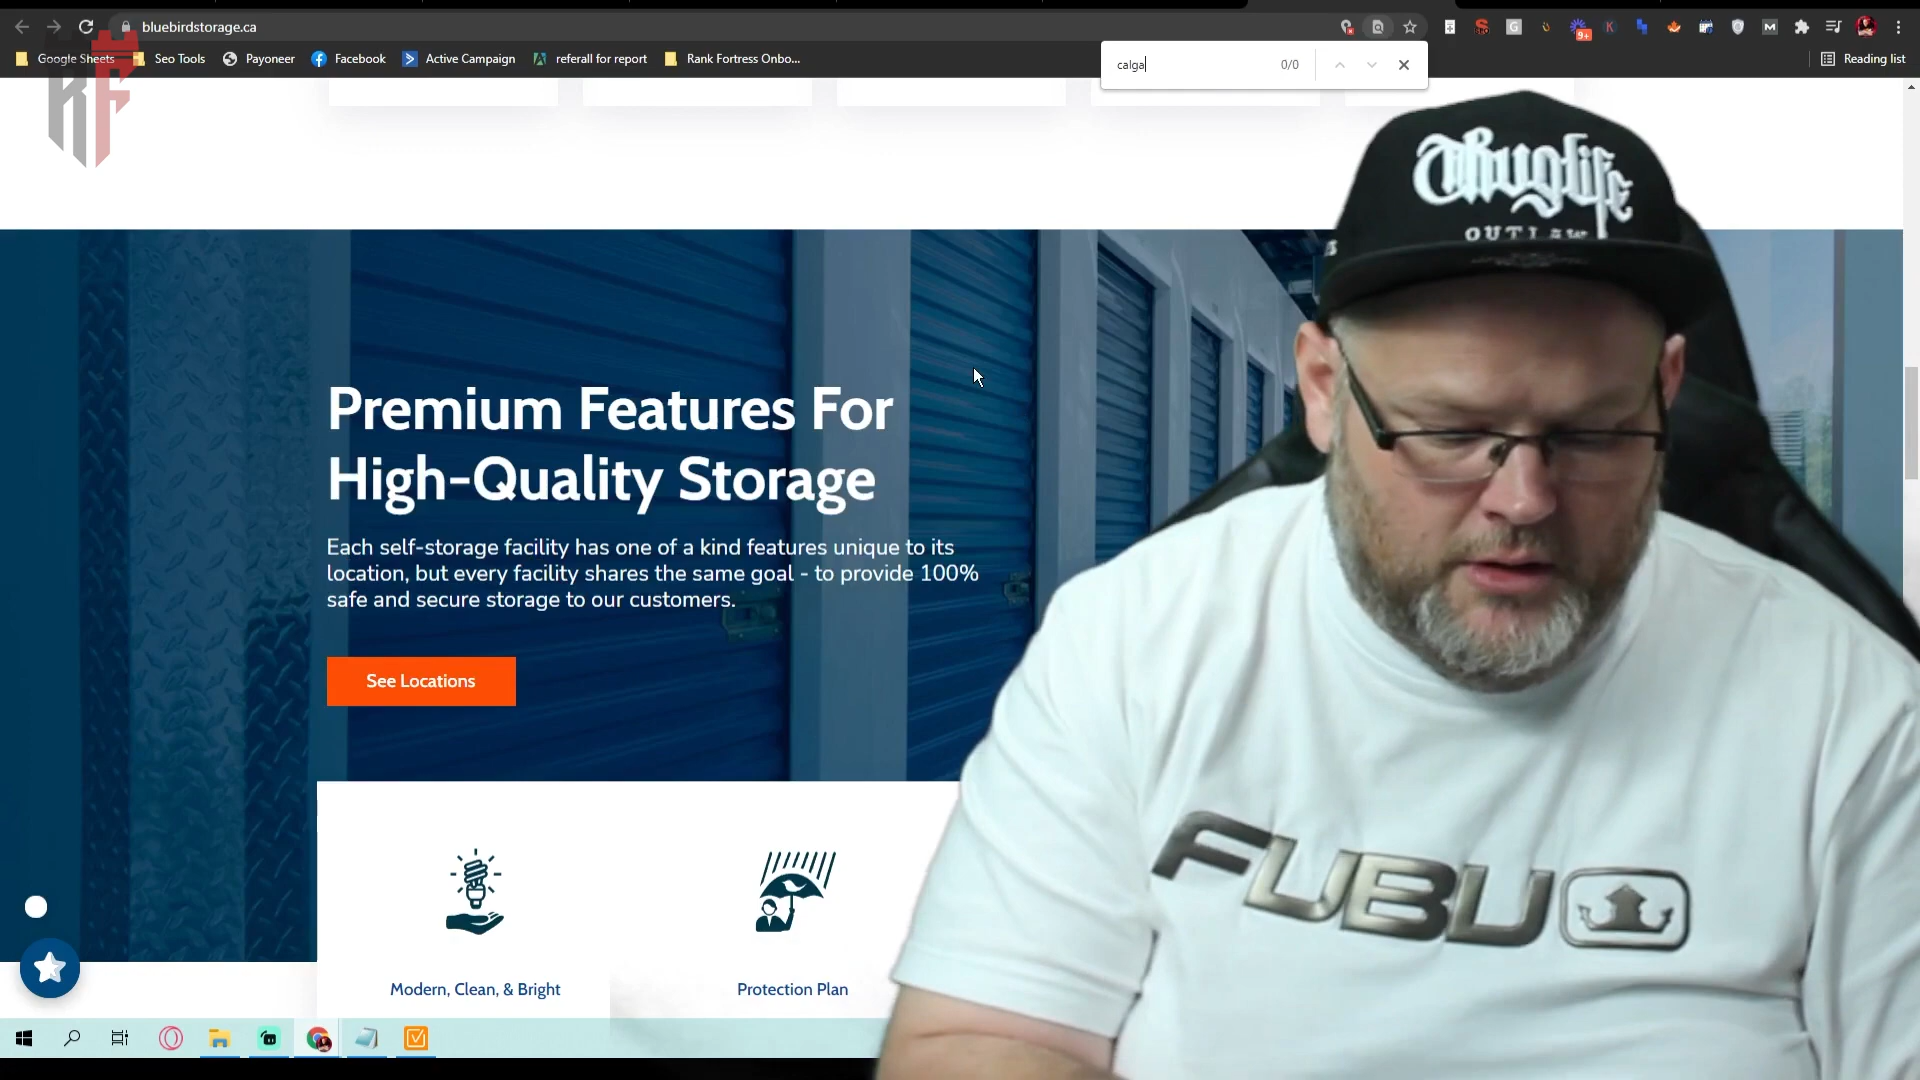 bluebirdstorage.ca
9+
Google Sheets
Seo Tools
Payoneer
Facebook
Active Campaign
referall for report
Rank Fortress Onbo...
Reading list
calga
0/0
RF
Thuglife
Premium Features For
High-Quality Storage
Each self-storage facility has one of a kind features unique to its
location, but every facility shares the same goal - to provide 100%
safe and secure storage to our customers.
See Locations
FUBU
Modern, Clean, & Bright
Protection Plan